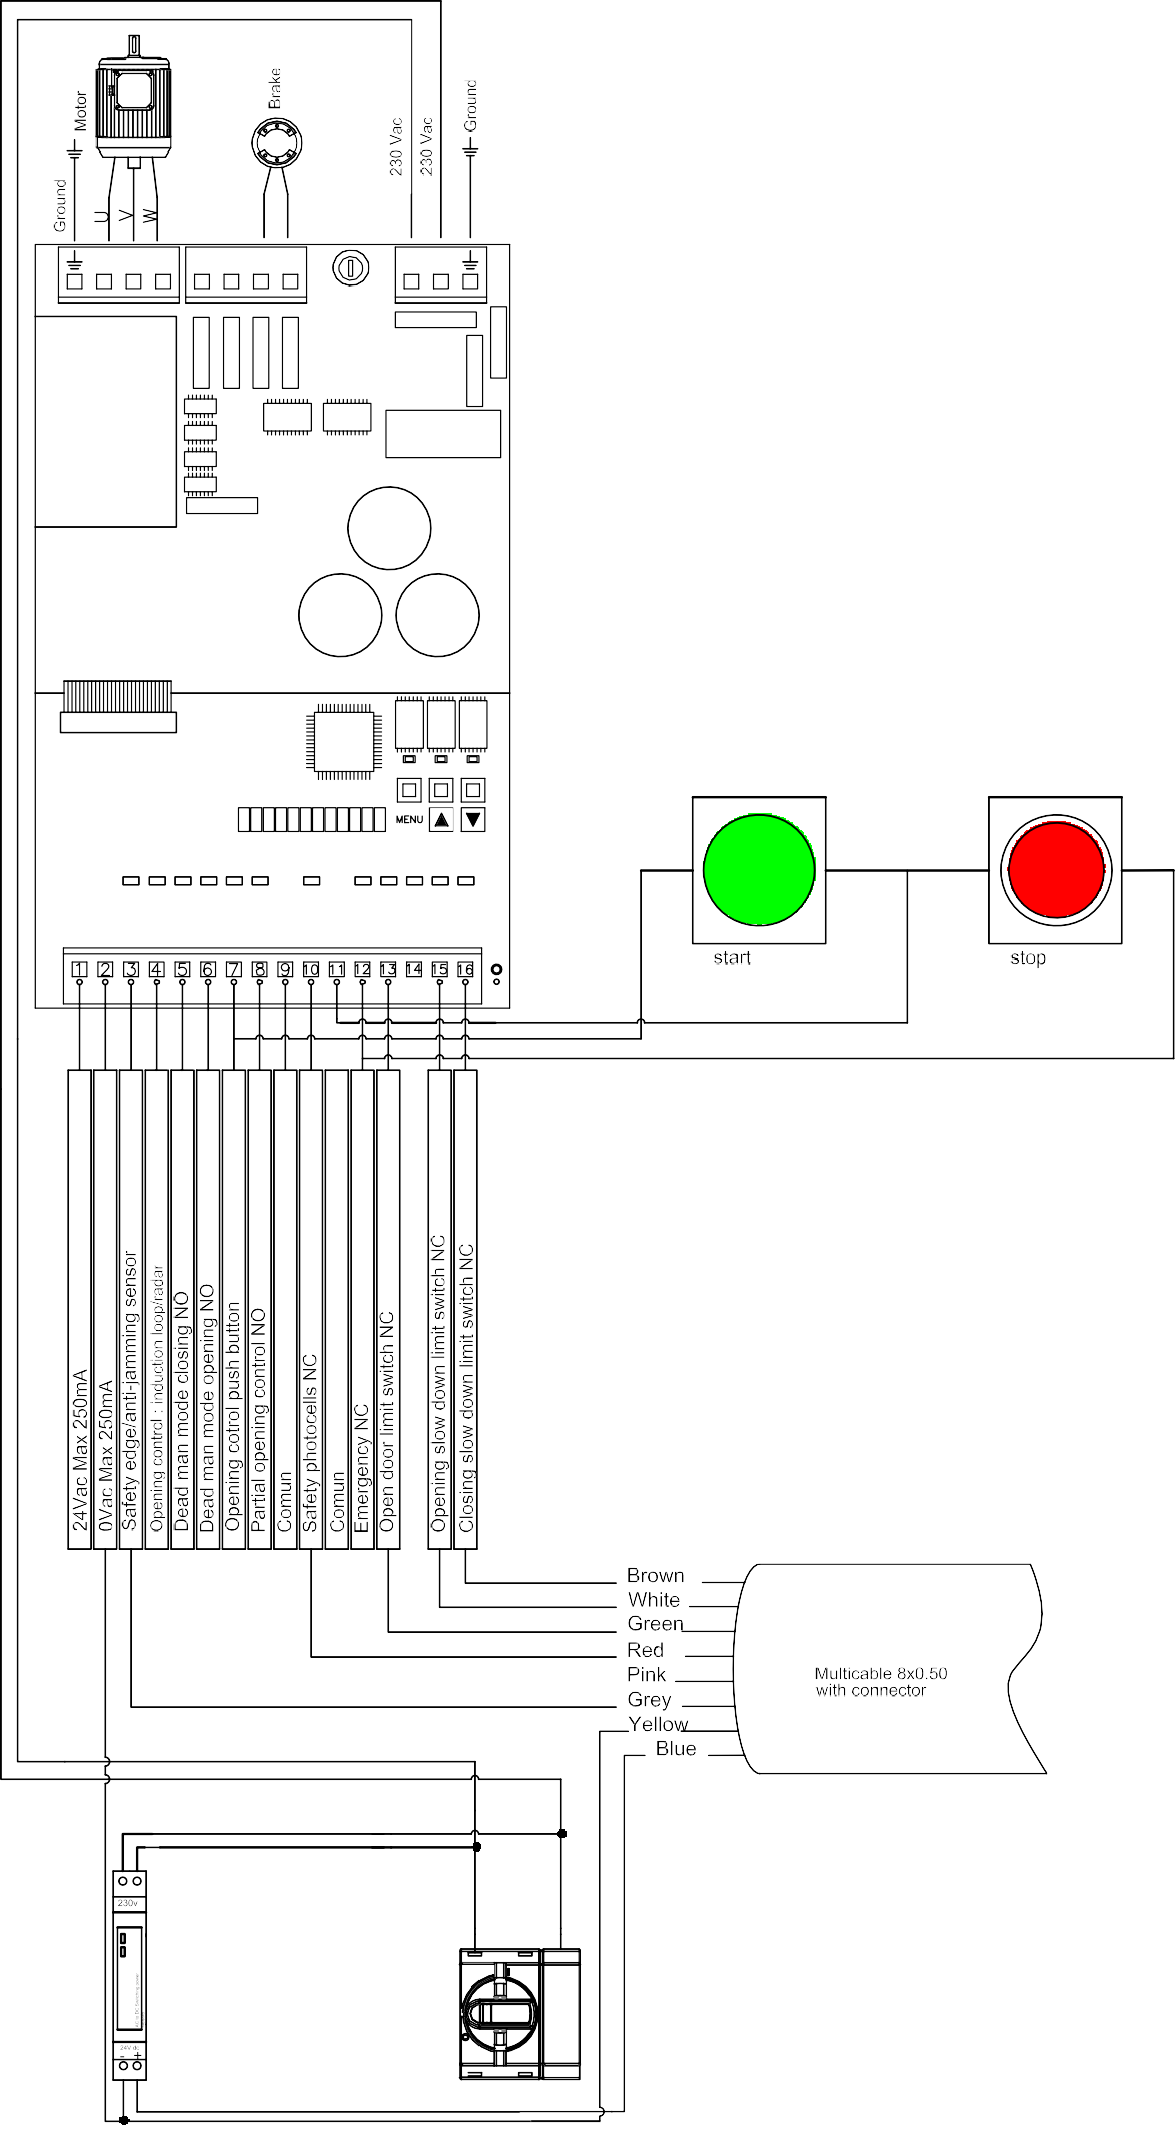 Ground
Motor
U
V
W
Brake
230 Vac
230 Vac
Ground
MENU
1 2 3 4 5 6 7 8 9 10 11 12 13 14 15 16
start
stop
24Vac Max 250mA
0Vac Max 250mA
Safety edge/anti-jamming sensor
Opening control : induction loop/radar
Dead man mode closing NO
Dead man mode opening NO
Opening cotrol push button
Partial opening control NO
Comun
Safety photocells NC
Comun
Emergency NC
Open door limit switch NC
Opening slow down limit switch NC
Closing slow down limit switch NC
Brown
White
Green
Red
Pink
Grey
Yellow
Blue
Multicable 8x0.50
with connector
230v
24V dc
- +